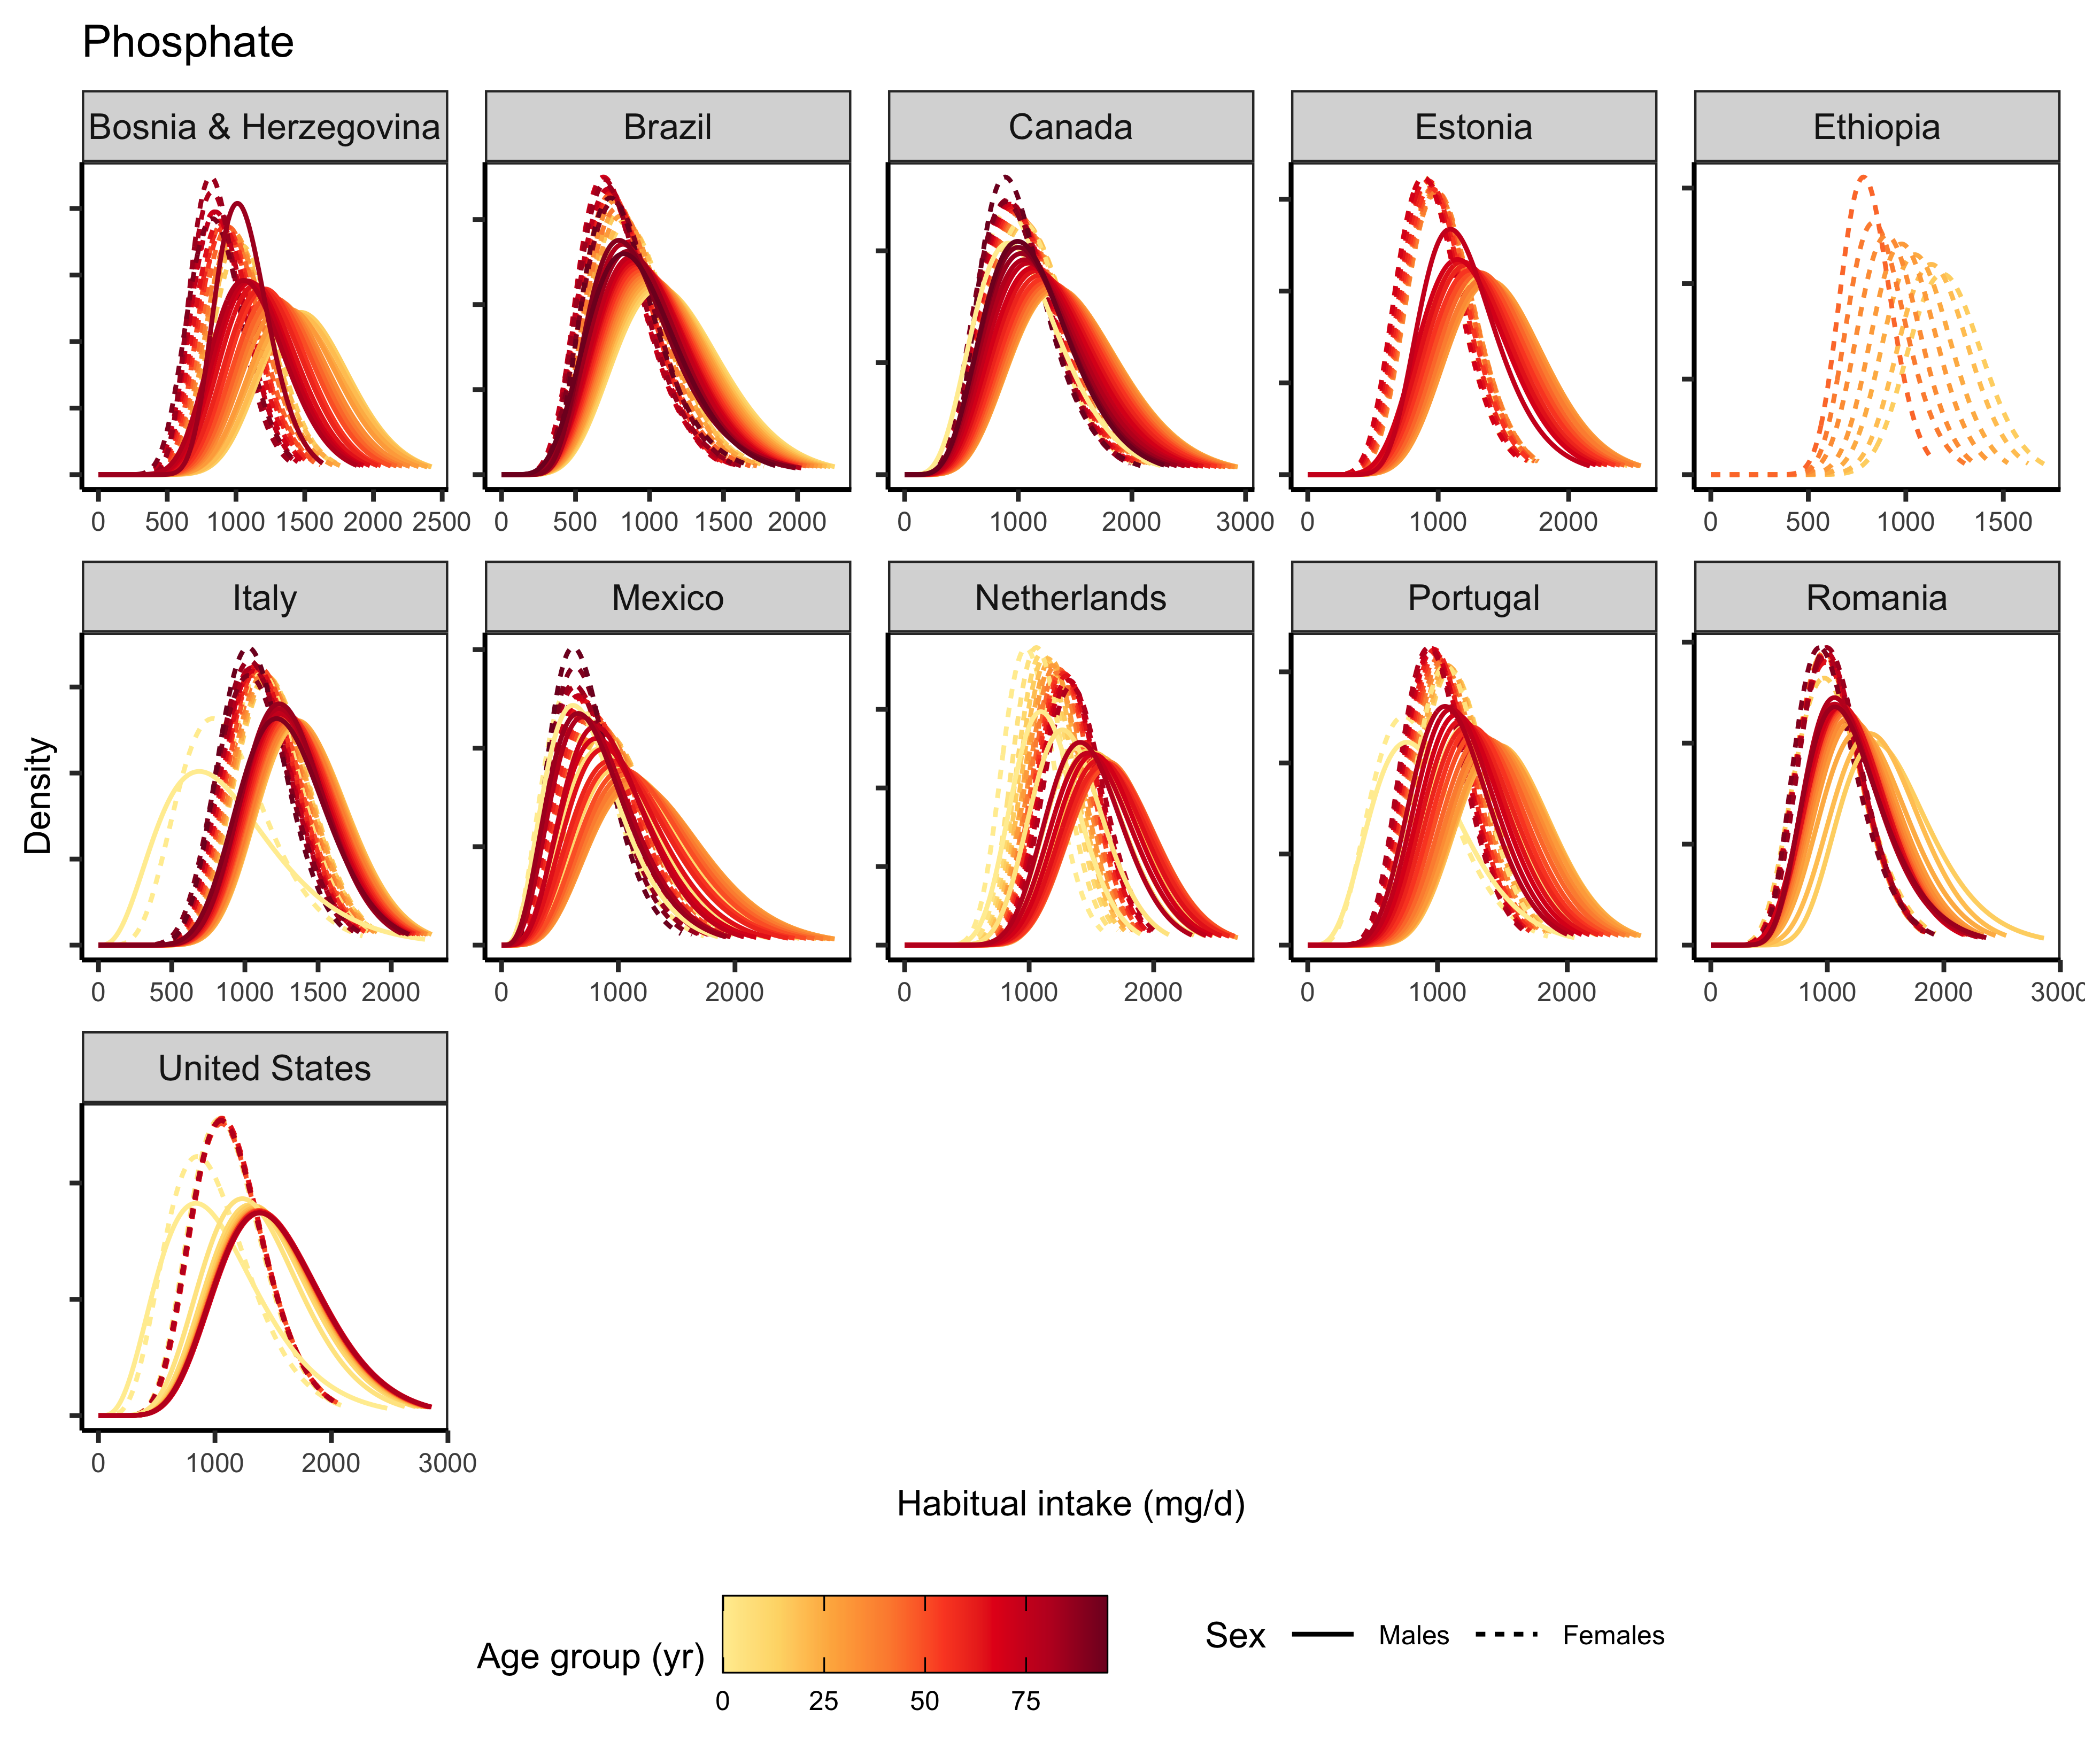 Phosphate
Bosnia & Herzegovina
Brazil
Canada
Estonia
Ethiopia
0 500 1000 1500 2000 2500
0 500 1000 1500 2000
0 1000 2000 3000
0 1000 2000
0 500 1000 1500
Italy
Mexico
Netherlands
Portugal
Romania
Density
0 500 1000 1500 2000
0 1000 2000
0 1000 2000
0 1000 2000
0 1000 2000 3000
United States
0 1000 2000 3000
Habitual intake (mg/d)
Age group (yr)
0 25 50 75
Sex
Males
Females